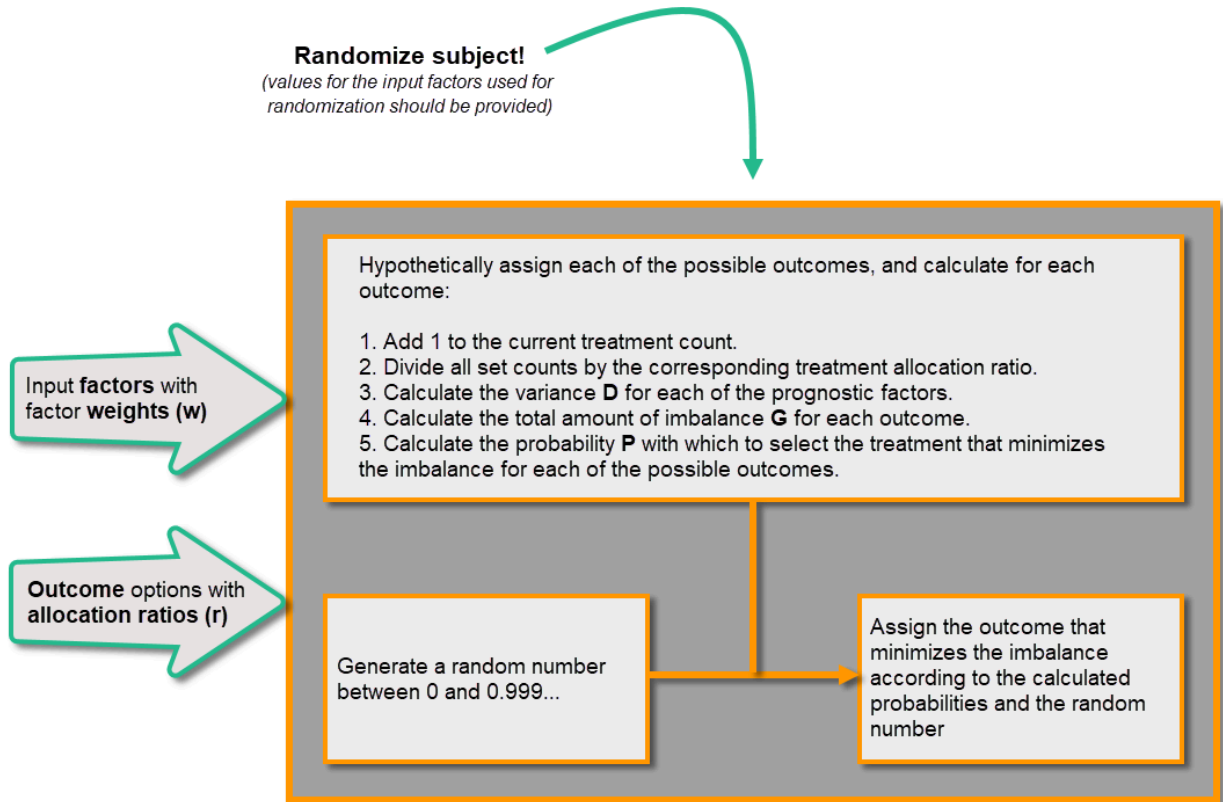 Randomize subject!
(values for the input factors used for
randomization should be provided)
Hypothetically assign each of the possible outcomes, and calculate for each
outcome:
1. Add 1 to the current treatment count.
2. Divide all set counts by the corresponding treatment allocation ratio.
3. Calculate the variance D for each of the prognostic factors.
4. Calculate the total amount of imbalance G for each outcome.
5. Calculate the probability P with which to select the treatment that minimizes
the imbalance for each of the possible outcomes.
Input factors with
factor weights (w)
Outcome options with
allocation ratios (r)
Generate a random number
between 0 and 0.999...
Assign the outcome that
minimizes the imbalance
according to the calculated
probabilities and the random
number